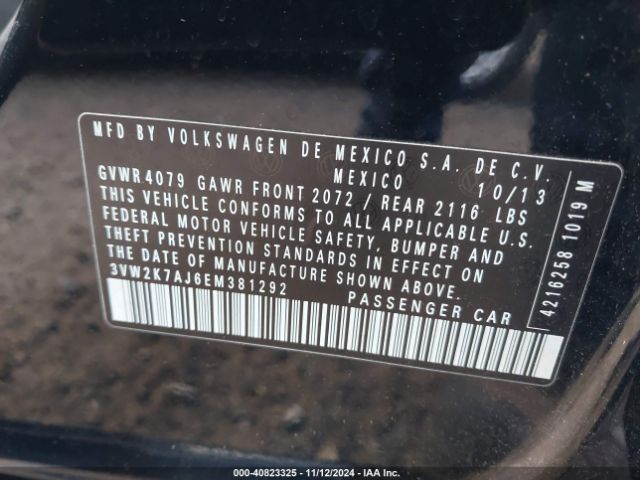 MFD BY VOLKSWAGEN DE MEXICO S.A. DE C.V.
MEXICO 10/13
GVWR 4079 GAWR FRONT 2072 / REAR 2116 LBS
THIS VEHICLE CONFORMS TO ALL APPLICABLE U.S.
FEDERAL MOTOR VEHICLE SAFETY, BUMPER AND
THEFT PREVENTION STANDARDS IN EFFECT ON
THE DATE OF MANUFACTURE SHOWN ABOVE.
3VW2K7AJ6EM381292 PASSENGER CAR
4216258 1019 M
000-40823325 - 11/12/2024 - IAA Inc.